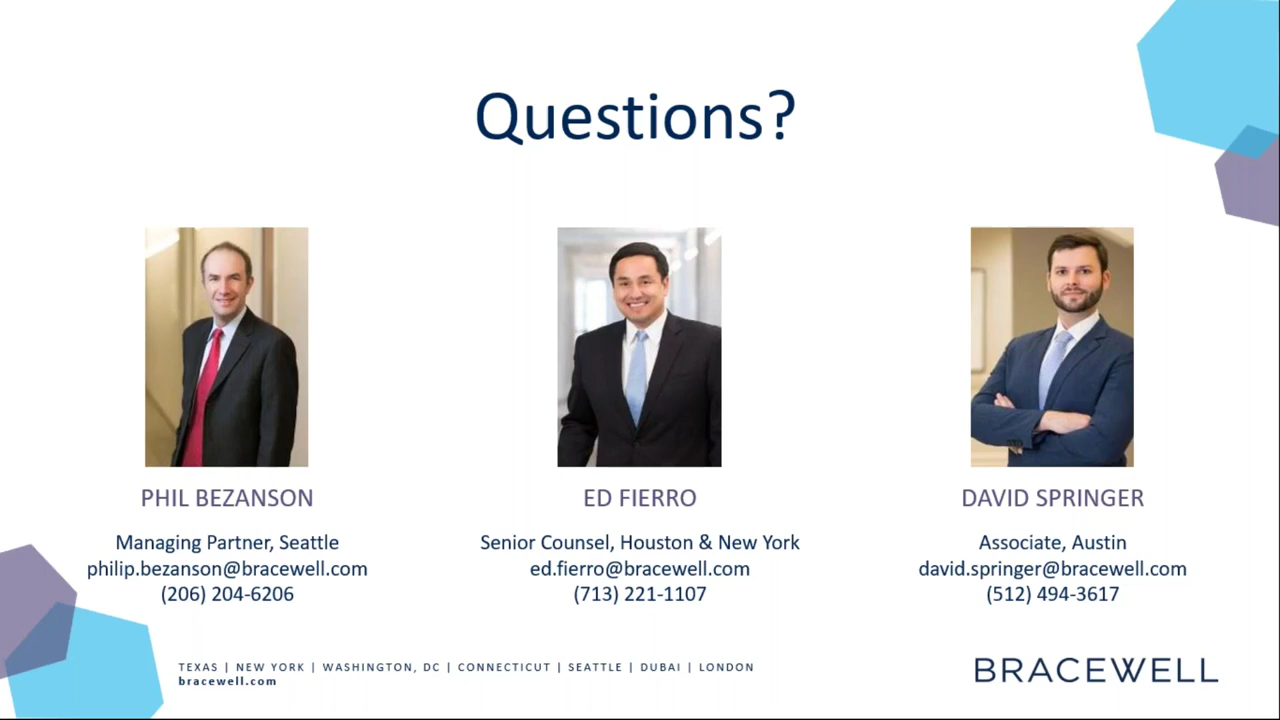 Questions?
PHIL BEZANSON
Managing Partner, Seattle
philip.bezanson@bracewell.com
(206) 204-6206
ED FIERRO
Senior Counsel, Houston & New York
ed.fierro@bracewell.com
(713) 221-1107
DAVID SPRINGER
Associate, Austin
david.springer@bracewell.com
(512) 494-3617
TEXAS | NEW YORK | WASHINGTON, DC | CONNECTICUT | SEATTLE | DUBAI | LONDON
bracewell.com
BRACEWELL